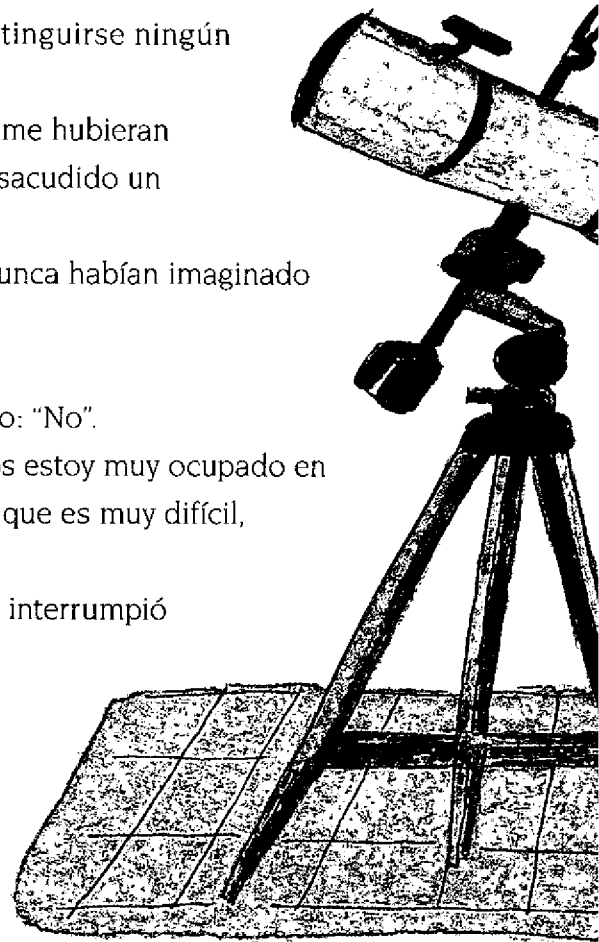 tinguirse ningún
me hubieran
sacudido un
unca habían imaginado
o: “No”.
s estoy muy ocupado en
que es muy difícil,
interrumpió